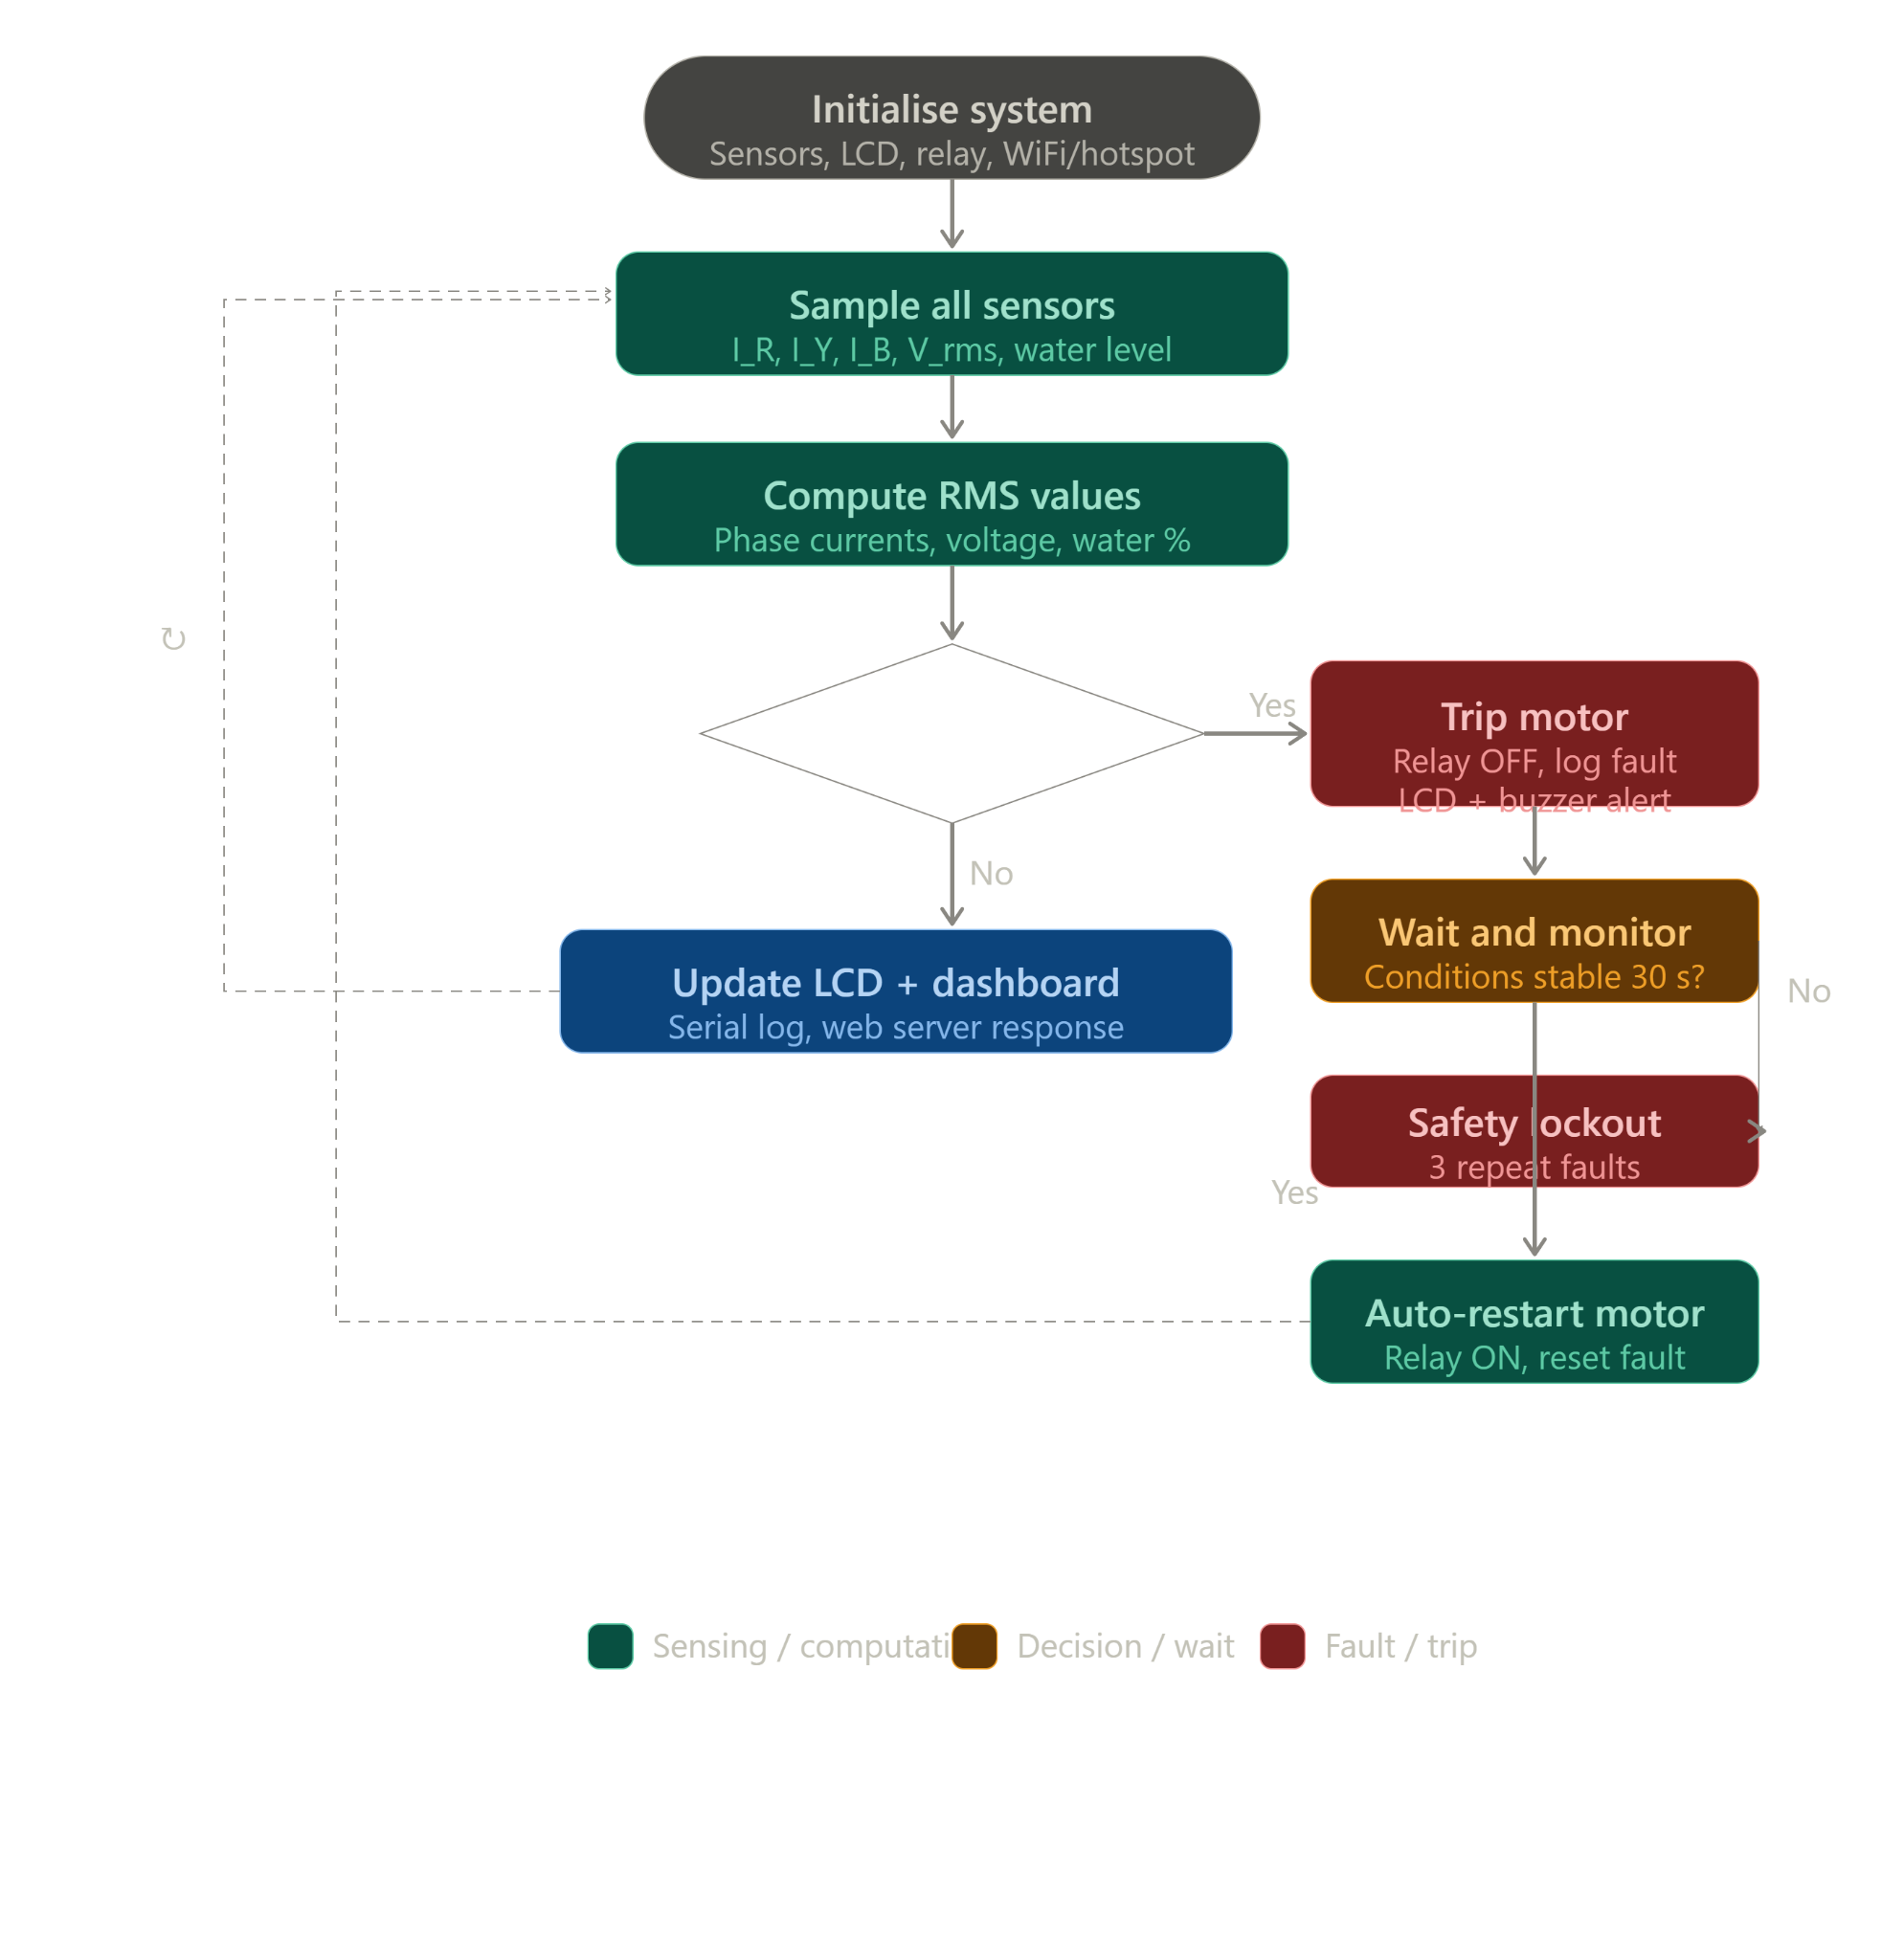 Initialise system
Sensors, LCD, relay, WiFi/hotspot
Sample all sensors
I_R, I_Y, I_B, V_rms, water level
Compute RMS values
Phase currents, voltage, water %
↻
Yes
Trip motor
Relay OFF, log fault
LCD + buzzer alert
No
Wait and monitor
Conditions stable 30 s?
No
Update LCD + dashboard
Serial log, web server response
Safety lockout
3 repeat faults
Yes
Auto-restart motor
Relay ON, reset fault
Sensing / computati
Decision / wait
Fault / trip